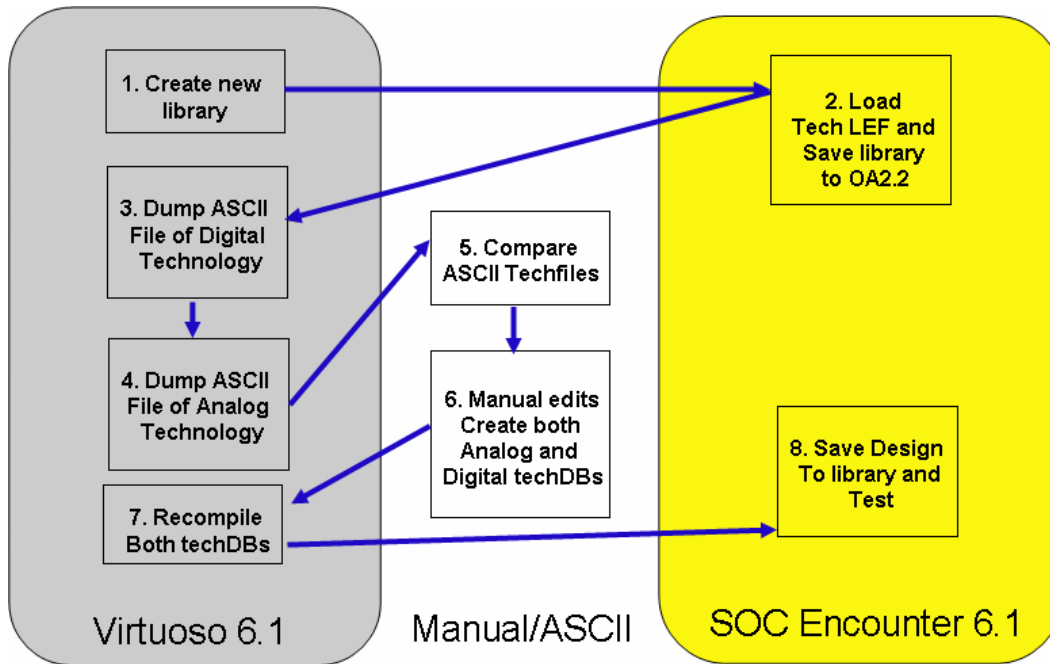 1. Create new
library
2. Load
Tech LEF and
Save library
to OA2.2
3. Dump ASCII
File of Digital
Technology
4. Dump ASCII
File of Analog
Technology
5. Compare
ASCII Techfiles
6. Manual edits
Create both
Analog and
Digital techDBs
7. Recompile
Both techDBs
8. Save Design
To library and
Test
Virtuoso 6.1
Manual/ASCII
SOC Encounter 6.1